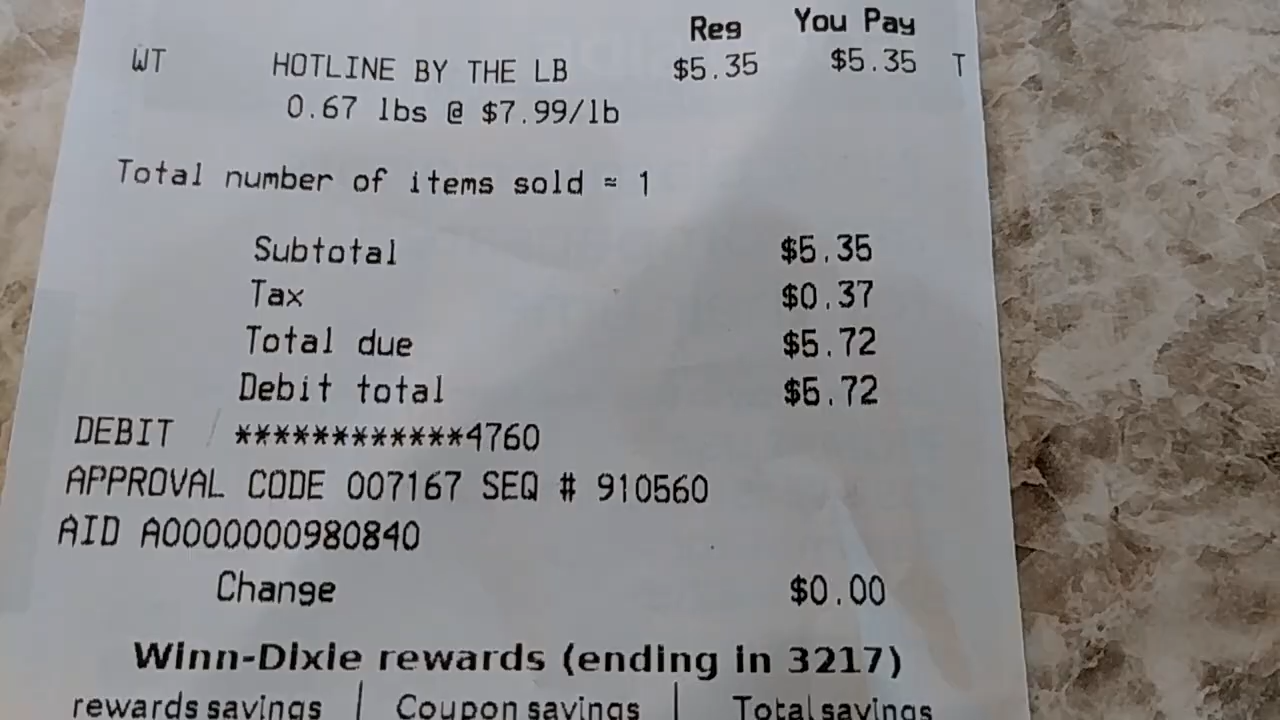 Reg You Pay
WT HOTLINE BY THE LB $5.35 $5.35 T
0.67 lbs @ $7.99/lb
Total number of items sold = 1
Subtotal $5.35
Tax $0.37
Total due $5.72
Debit total $5.72
DEBIT ************4760
APPROVAL CODE 007167 SEQ # 910560
AID A0000000980840
Change $0.00
Winn-Dixie rewards (ending in 3217)
rewards savings | Coupon savings | Total savings